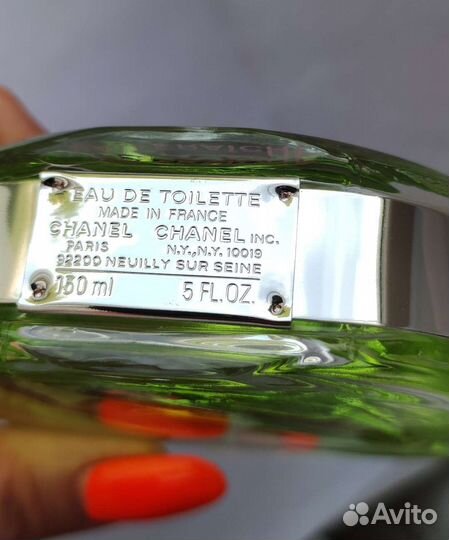 EAU DE TOILETTE
MADE IN FRANCE
CHANEL CHANEL INC.
PARIS N.Y., N.Y. 10019
92200 NEUILLY SUR SEINE
150 ml 5 FL. OZ.
Avito